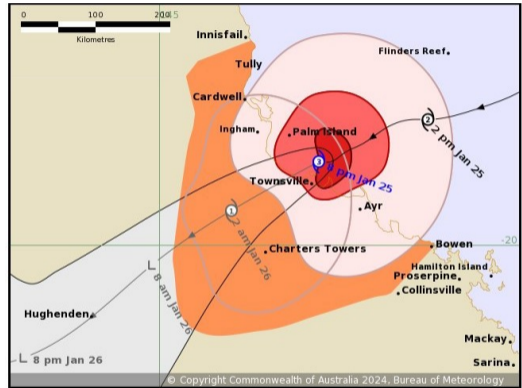 0 100 200
Kilometres
145
Innisfail
Flinders Reef
Tully
Cardwell
2
Ingham
Palm Island
2 pm Jan 25
3
8 pm Jan 25
Townsville
1
Ayr
2 am Jan 26
Bowen
-20
Charters Towers
Hamilton Island
L
Proserpine
8 am Jan 26
Collinsville
Hughenden
Mackay
L 8 pm Jan 26
Sarina
© Copyright Commonwealth of Australia 2024, Bureau of Meteorology